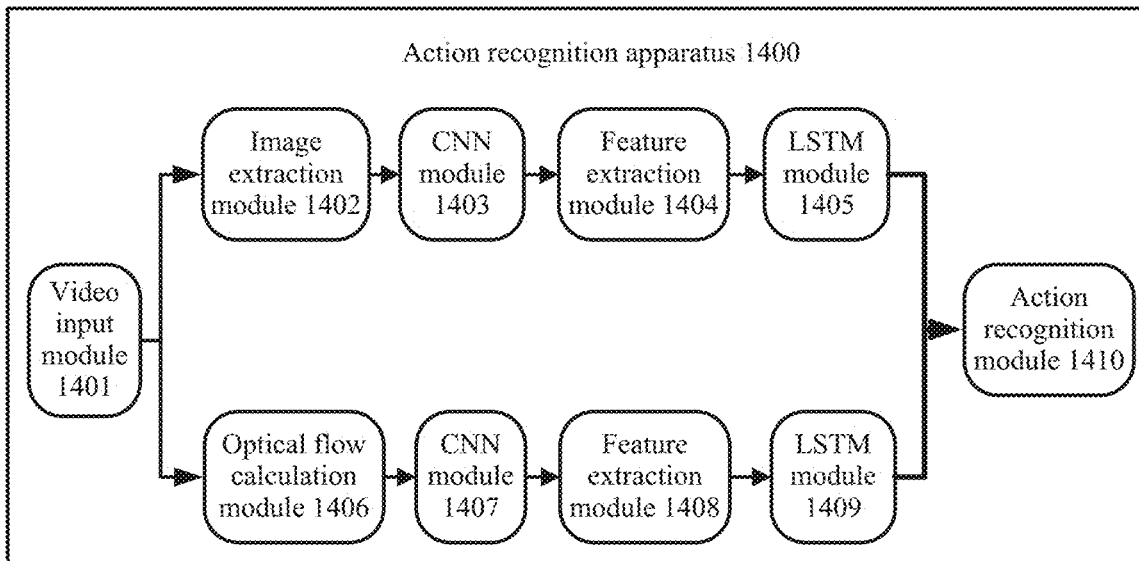 Action recognition apparatus 1400
Image
extraction
module 1402
CNN
module
1403
Feature
extraction
module 1404
LSTM
module
1405
Video
input
module
1401
Action
recognition
module 1410
Optical flow
calculation
module 1406
CNN
module
1407
Feature
extraction
module 1408
LSTM
module
1409